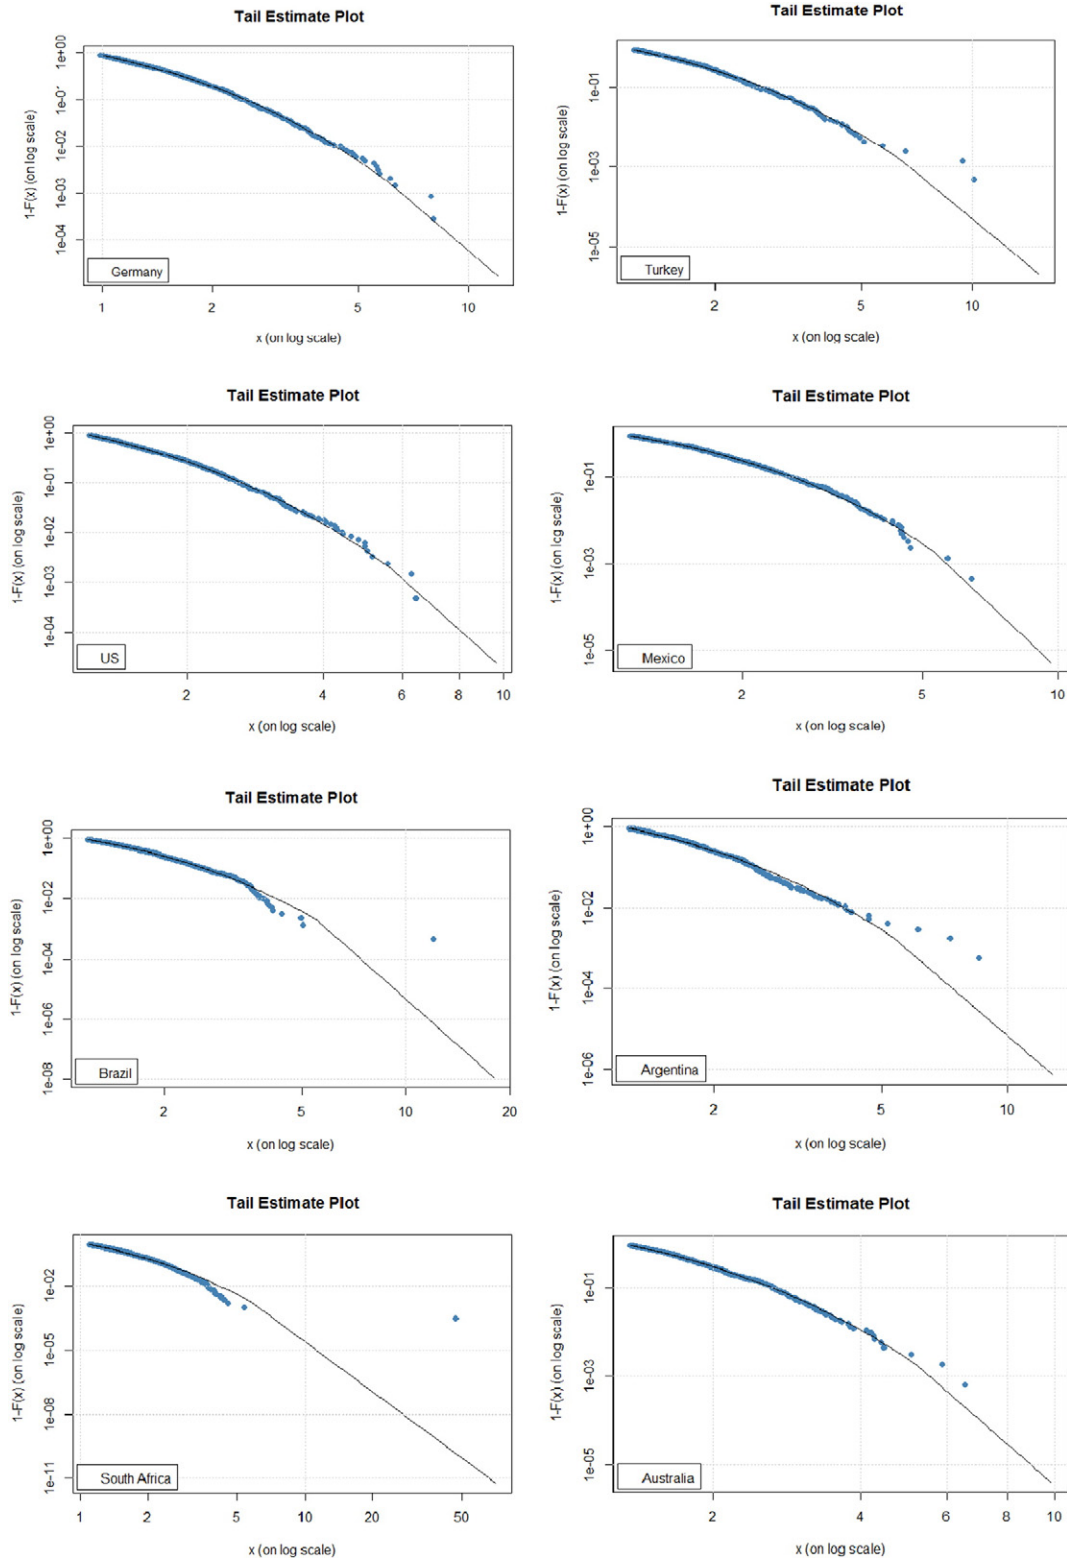 Tail Estimate Plot
1-F(x) (on log scale)
1e+00
1e-01
1e-02
1e-03
1e-04
Germany
1
2
5
10
x (on log scale)
Tail Estimate Plot
1-F(x) (on log scale)
1e-01
1e-03
1e-05
Turkey
2
5
10
x (on log scale)
Tail Estimate Plot
1-F(x) (on log scale)
1e+00
1e-01
1e-02
1e-03
1e-04
US
2
4
6
8
10
x (on log scale)
Tail Estimate Plot
1-F(x) (on log scale)
1e-01
1e-03
1e-05
Mexico
2
5
10
x (on log scale)
Tail Estimate Plot
1-F(x) (on log scale)
1e+00
1e-02
1e-04
1e-06
1e-08
Brazil
2
5
10
20
x (on log scale)
Tail Estimate Plot
1-F(x) (on log scale)
1e+00
1e-02
1e-04
1e-06
Argentina
2
5
10
x (on log scale)
Tail Estimate Plot
1-F(x) (on log scale)
1e-02
1e-05
1e-08
1e-11
South Africa
1
2
5
10
20
50
x (on log scale)
Tail Estimate Plot
1-F(x) (on log scale)
1e-01
1e-03
1e-05
Australia
2
4
6
8
10
x (on log scale)